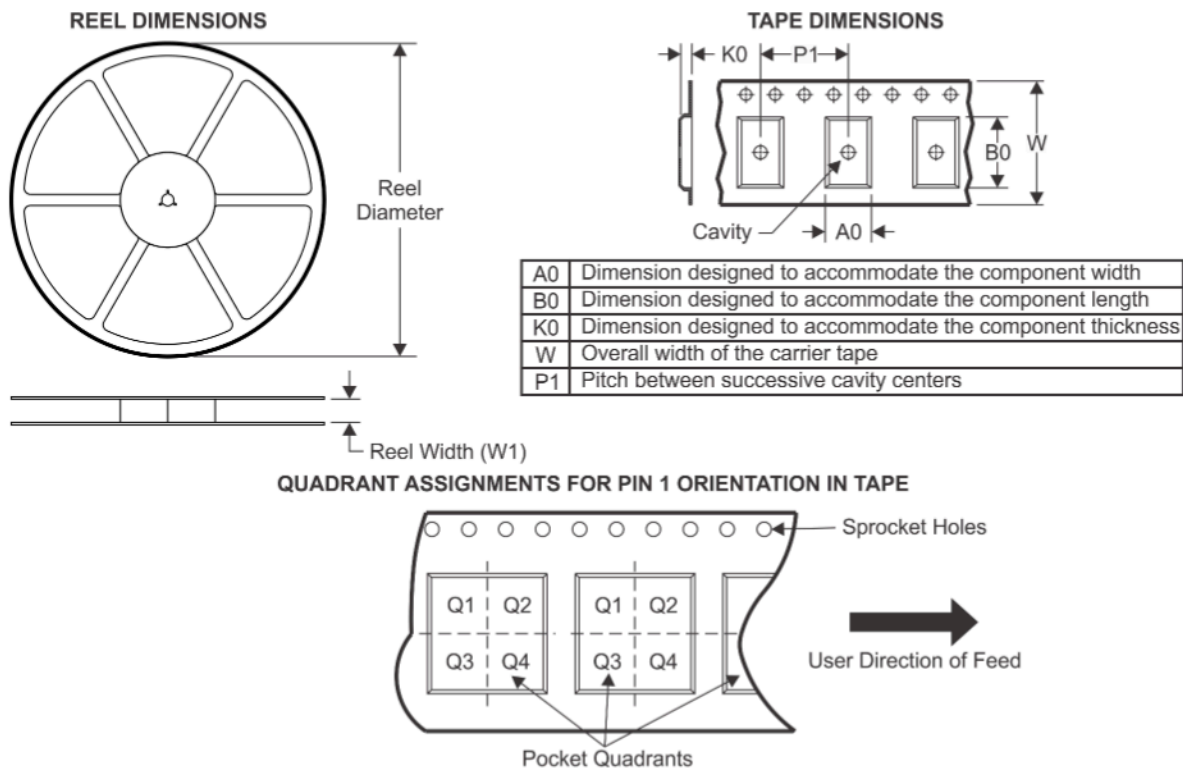 REEL DIMENSIONS
Reel
Diameter
Reel Width (W1)
TAPE DIMENSIONS
K0
P1
B0
W
Cavity
A0
A0 Dimension designed to accommodate the component width
B0 Dimension designed to accommodate the component length
K0 Dimension designed to accommodate the component thickness
W Overall width of the carrier tape
P1 Pitch between successive cavity centers
QUADRANT ASSIGNMENTS FOR PIN 1 ORIENTATION IN TAPE
Sprocket Holes
Q1 Q2 Q1 Q2
Q3 Q4 Q3 Q4
User Direction of Feed
Pocket Quadrants